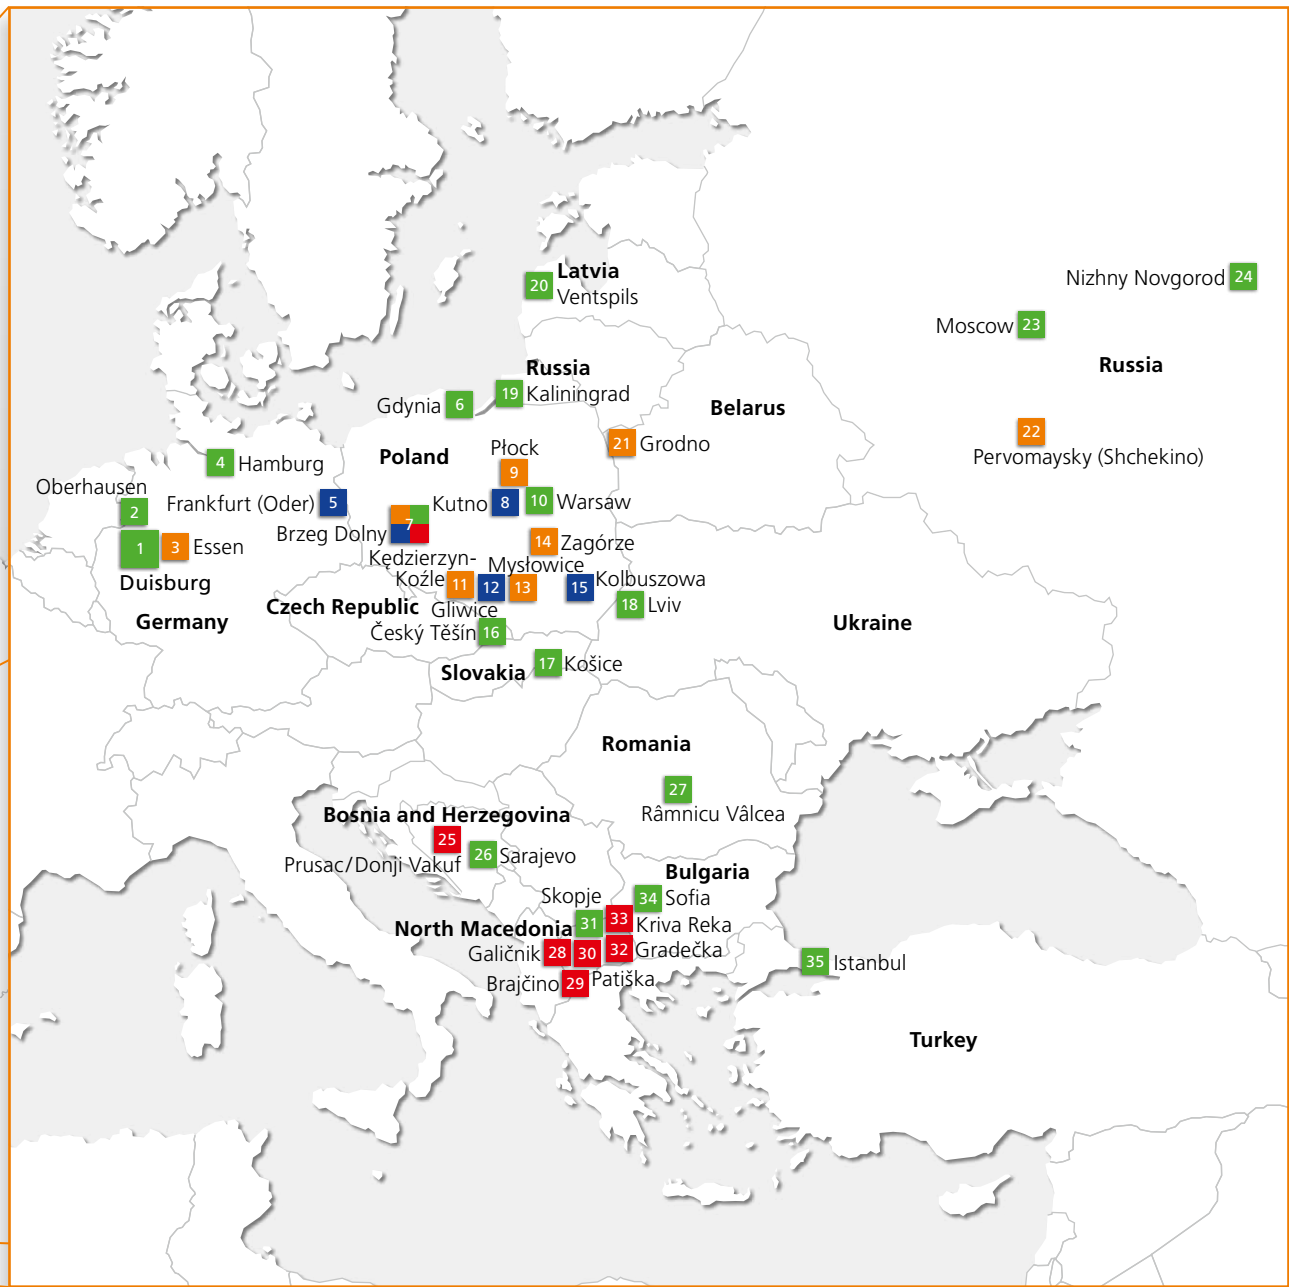 20
Latvia
Ventspils
Nizhny Novgorod 24
Moscow 23
Russia
Russia
19 Kaliningrad
Gdynia 6
Belarus
22
Pervomaysky (Shchekino)
21 Grodno
Poland
Płock
9
4 Hamburg
Oberhausen
2
Frankfurt (Oder) 5
Kutno 8
10 Warsaw
7
Brzeg Dolny
1
3 Essen
Duisburg
Germany
14 Zagórze
Kędzierzyn-
Koźle 11
Mysłowice
12
13
Gliwice
15 Kolbuszowa
18 Lviv
Czech Republic
Český Těšín 16
Ukraine
Slovakia
17 Košice
Romania
27
Râmnicu Vâlcea
Bosnia and Herzegovina
25
Prusac/Donji Vakuf
26 Sarajevo
Bulgaria
34 Sofia
Skopje
31
33
Kriva Reka
North Macedonia
Galičnik 28
30
32 Gradečka
Brajčino 29
Patiška
35 Istanbul
Turkey